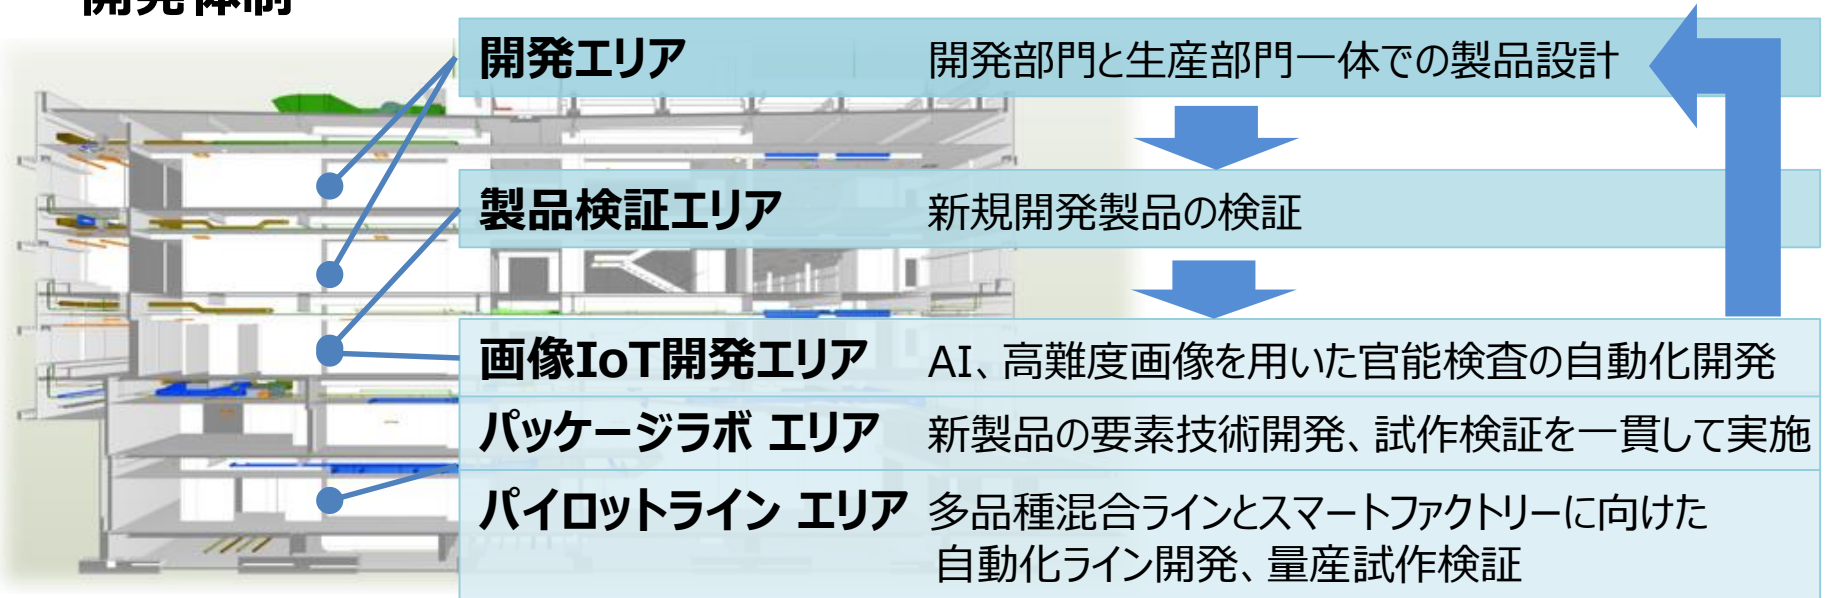 開発体制
開発エリア 開発部門と生産部門一体での製品設計
製品検証エリア 新規開発製品の検証
画像IoT開発エリア AI、高難度画像を用いた官能検査の自動化開発
パッケージラボ エリア 新製品の要素技術開発、試作検証を一貫して実施
パイロットライン エリア 多品種混合ラインとスマートファクトリーに向けた
自動化ライン開発、量産試作検証